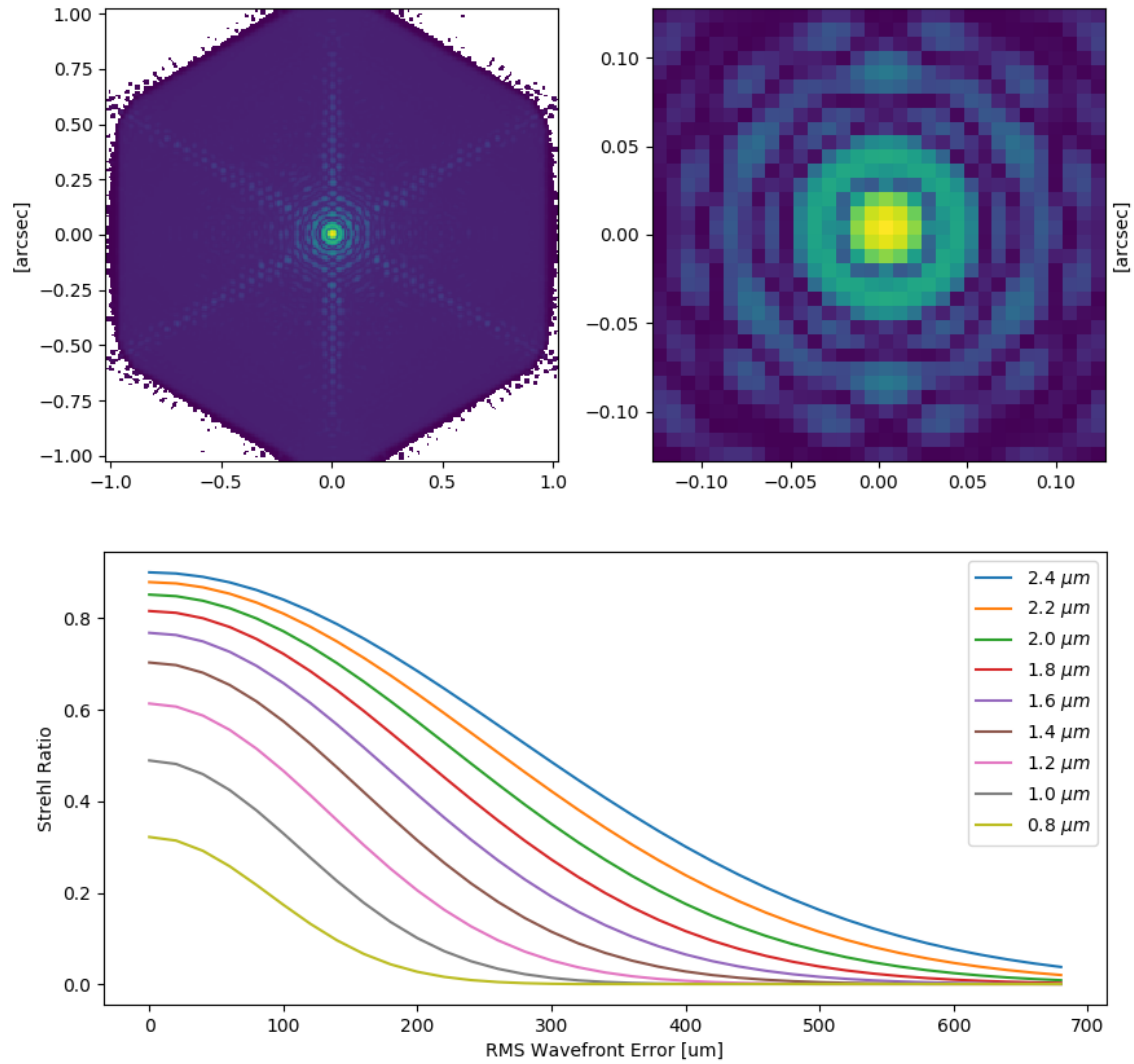 1.00
0.75
0.50
0.25
0.00
−0.25
−0.50
−0.75
−1.00
[arcsec]
−1.0 −0.5 0.0 0.5 1.0
0.10
0.05
0.00
−0.05
−0.10
[arcsec]
−0.10 −0.05 0.00 0.05 0.10
0.8
0.6
0.4
0.2
0.0
Strehl Ratio
2.4 μm
2.2 μm
2.0 μm
1.8 μm
1.6 μm
1.4 μm
1.2 μm
1.0 μm
0.8 μm
0 100 200 300 400 500 600 700
RMS Wavefront Error [um]